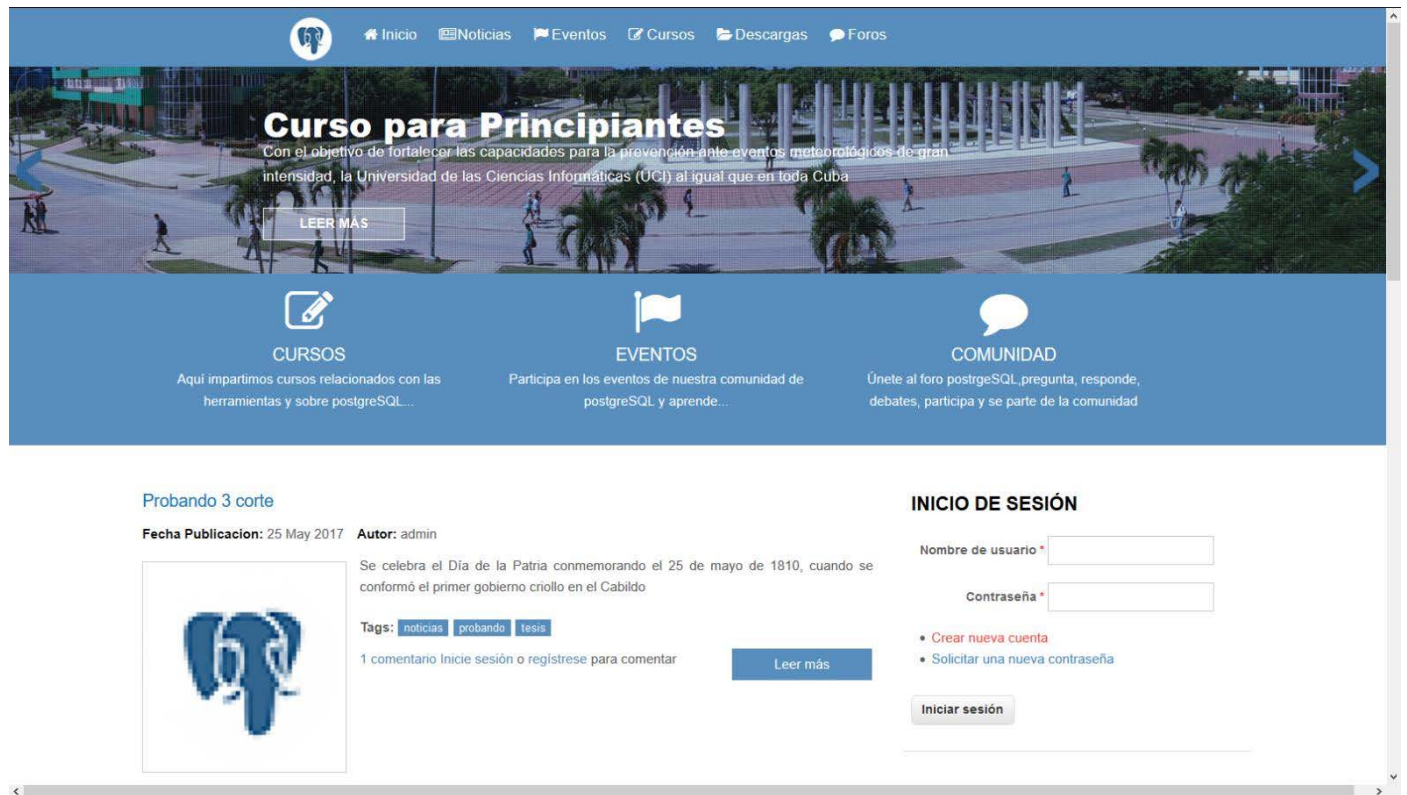 Inicio Noticias Eventos Cursos Descargas Foros
Curso para Principiantes
Con el objetivo de fortalecer las capacidades para la prevención ante eventos meteorológicos de gran
intensidad, la Universidad de las Ciencias Informáticas (UCI) al igual que en toda Cuba
LEER MÁS
CURSOS
Aquí impartimos cursos relacionados con las
herramientas y sobre postgreSQL...
EVENTOS
Participa en los eventos de nuestra comunidad de
postgreSQL y aprende...
COMUNIDAD
Únete al foro postrgeSQL,pregunta, responde,
debates, participa y se parte de la comunidad
Probando 3 corte
Fecha Publicacion: 25 May 2017 Autor: admin
Se celebra el Día de la Patria conmemorando el 25 de mayo de 1810, cuando se
conformó el primer gobierno criollo en el Cabildo
Tags: noticias probando tesis
1 comentario Inicie sesión o regístrese para comentar
Leer más
INICIO DE SESIÓN
Nombre de usuario *
Contraseña *
Crear nueva cuenta
Solicitar una nueva contraseña
Iniciar sesión